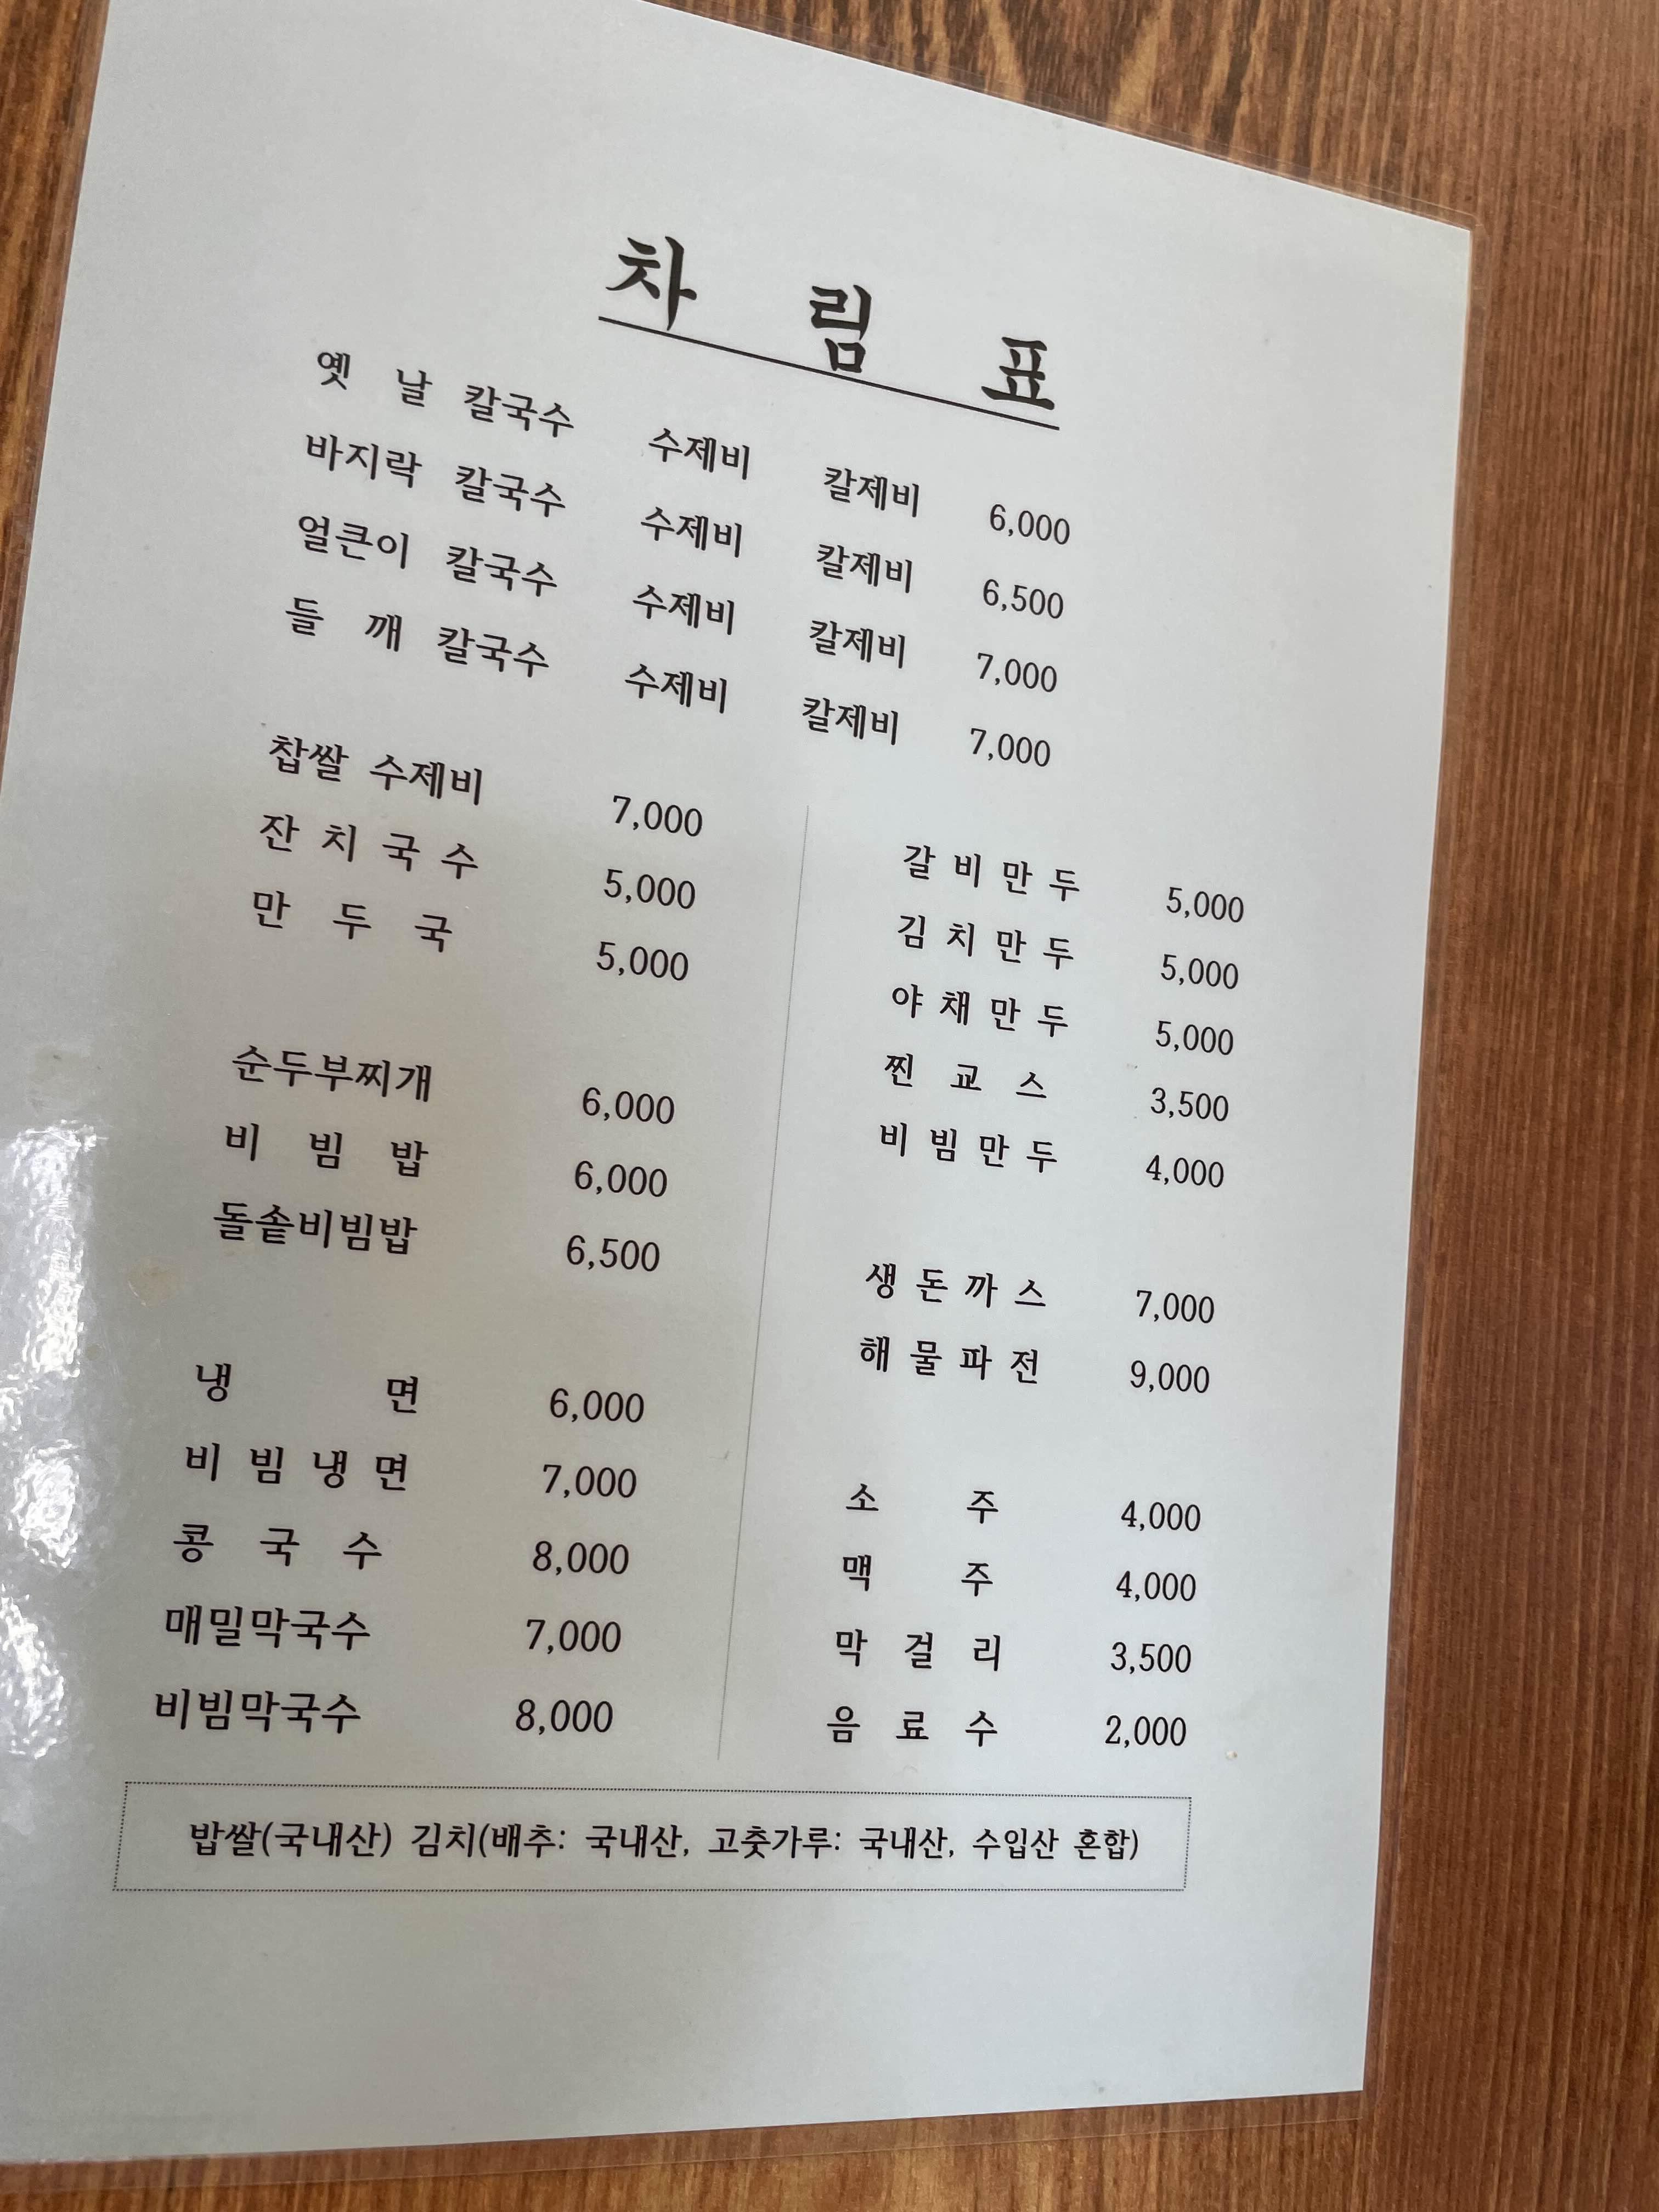 차 림 표
옛 날 칼국수 수제비 칼제비 6,000
바지락 칼국수 수제비 칼제비 6,500
얼큰이 칼국수 수제비 칼제비 7,000
들 깨 칼국수 수제비 칼제비 7,000
찹쌀 수제비 7,000
잔 치 국 수 5,000
만 두 국 5,000
순두부찌개 6,000
비 빔 밥 6,000
돌솥비빔밥 6,500
냉 면 6,000
비 빔 냉 면 7,000
콩 국 수 8,000
매밀막국수 7,000
비빔막국수 8,000
갈 비 만 두 5,000
김 치 만 두 5,000
야 채 만 두 5,000
찐 교 스 3,500
비 빔 만 두 4,000
생 돈 까 스 7,000
해 물 파 전 9,000
소 주 4,000
맥 주 4,000
막 걸 리 3,500
음 료 수 2,000
밥쌀(국내산) 김치(배추: 국내산, 고춧가루: 국내산, 수입산 혼합)